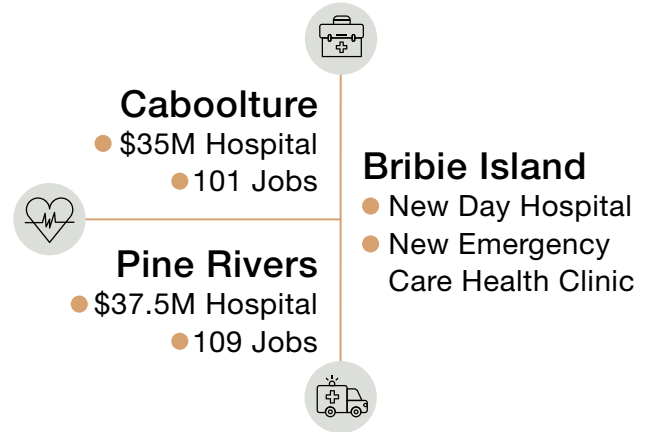 Caboolture
$35M Hospital
101 Jobs
Pine Rivers
$37.5M Hospital
109 Jobs
Bribie Island
New Day Hospital
New Emergency
Care Health Clinic